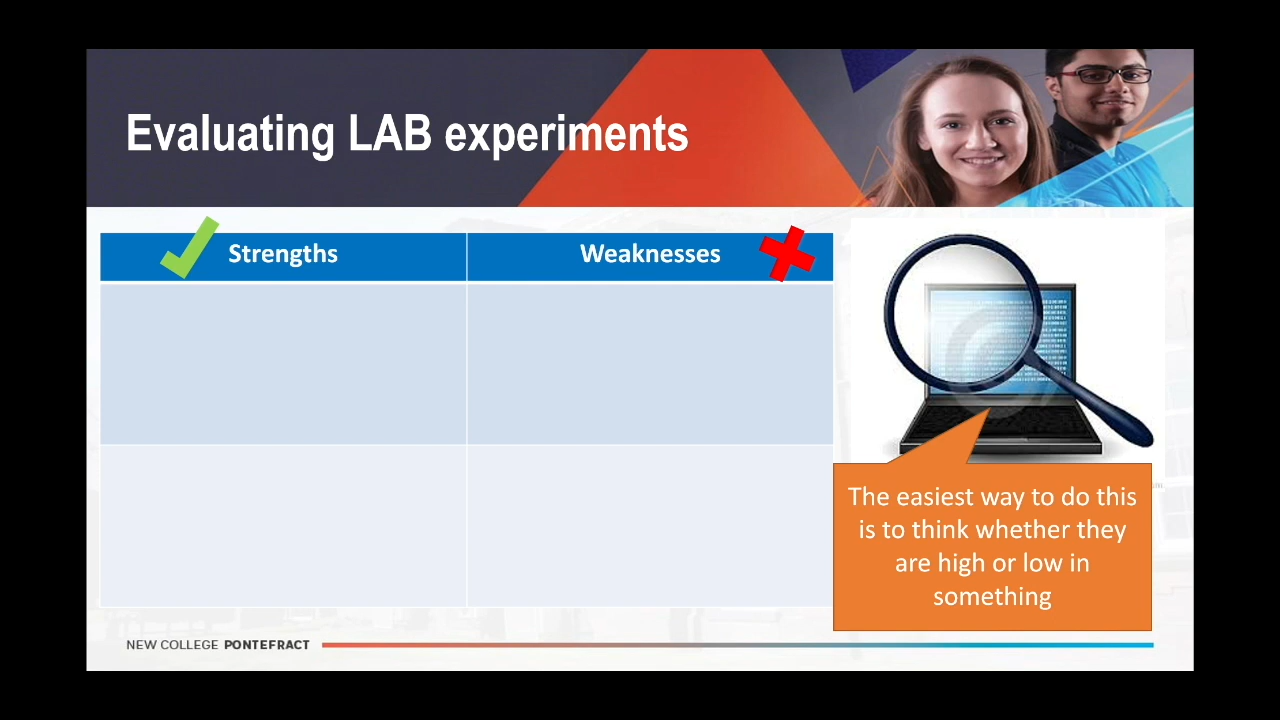 Evaluating LAB experiments
Strengths
Weaknesses
The easiest way to do this
is to think whether they
are high or low in
something
NEW COLLEGE PONTEFRACT